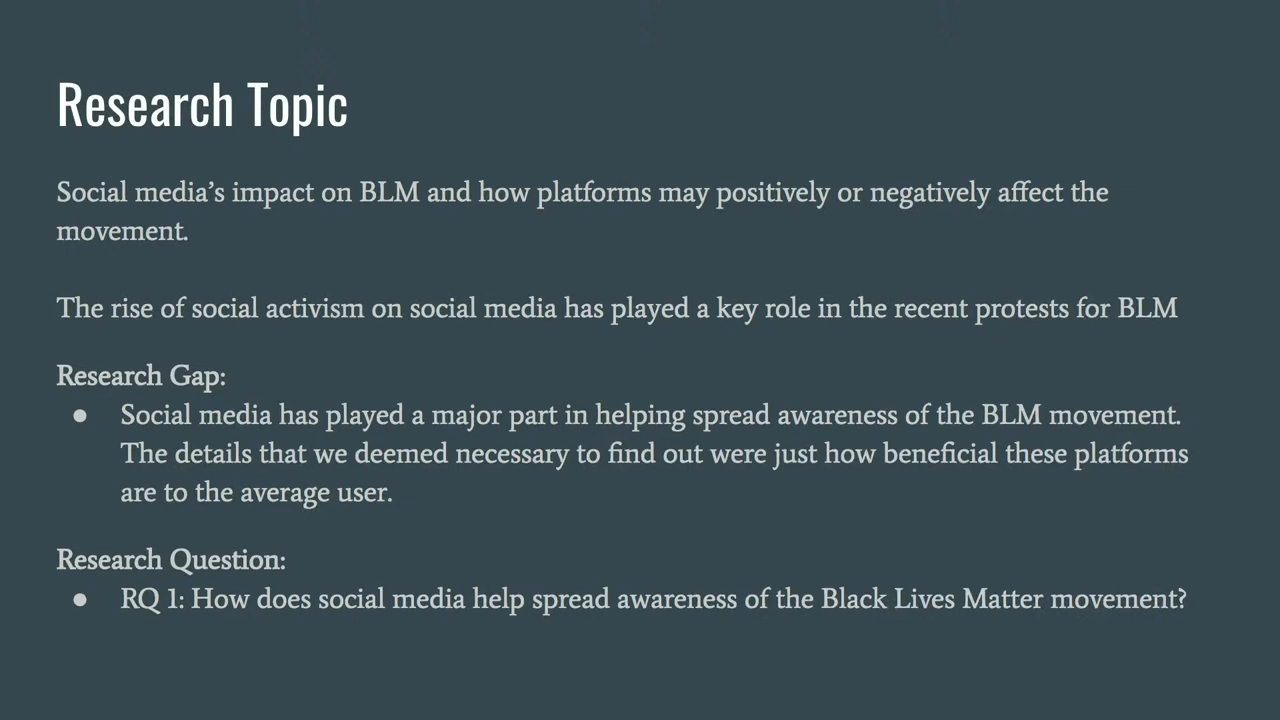 Research Topic
Social media’s impact on BLM and how platforms may positively or negatively affect the
movement.
The rise of social activism on social media has played a key role in the recent protests for BLM
Research Gap:
● Social media has played a major part in helping spread awareness of the BLM movement.
The details that we deemed necessary to find out were just how beneficial these platforms
are to the average user.
Research Question:
● RQ 1: How does social media help spread awareness of the Black Lives Matter movement?